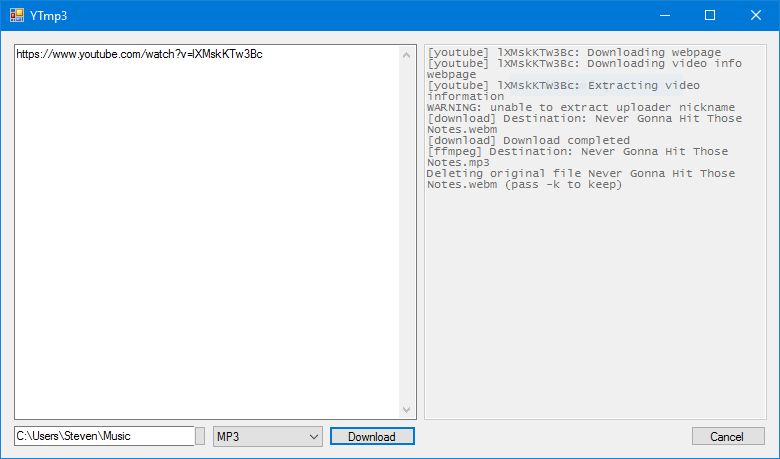 YTmp3
https://www.youtube.com/watch?v=lXMskKTw3Bc
[youtube] lXMskKTw3Bc: Downloading webpage
[youtube] lXMskKTw3Bc: Downloading video info
webpage
[youtube] lXMskKTw3Bc: Extracting video
information
WARNING: unable to extract uploader nickname
[download] Destination: Never Gonna Hit Those
Notes.webm
[download] Download completed
[ffmpeg] Destination: Never Gonna Hit Those
Notes.mp3
Deleting original file Never Gonna Hit Those
Notes.webm (pass -k to keep)
C:\Users\Steven\Music
MP3
Download
Cancel